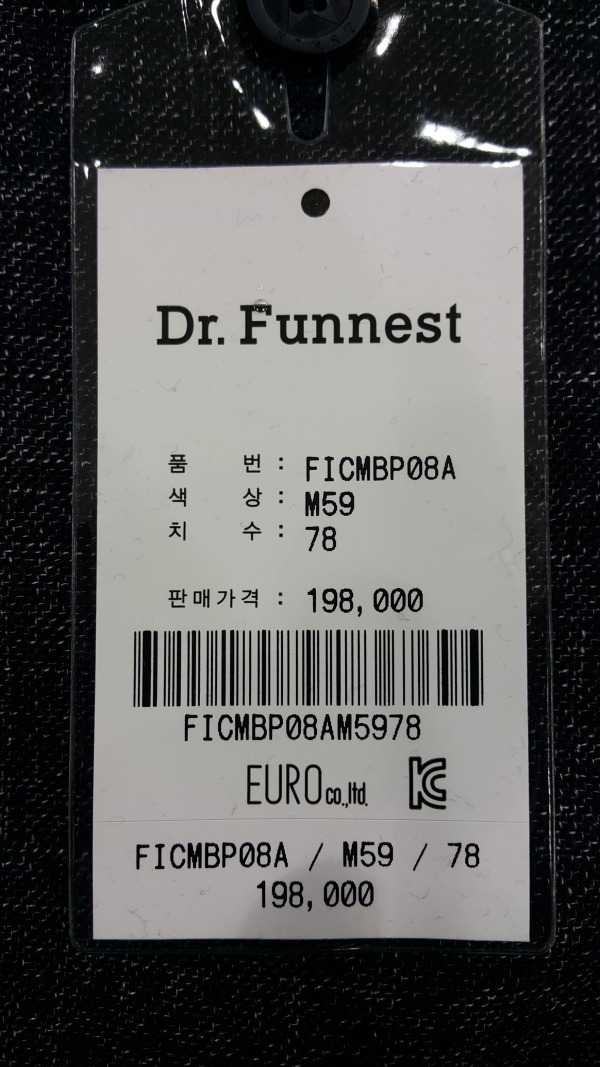 Dr. Funnest
품 번 : FICMBP08A
색 상 : M59
치 수 : 78
판매가격 : 198,000
FICMBP08AM5978
EURO co.,ltd.
FICMBP08A / M59 / 78
198,000